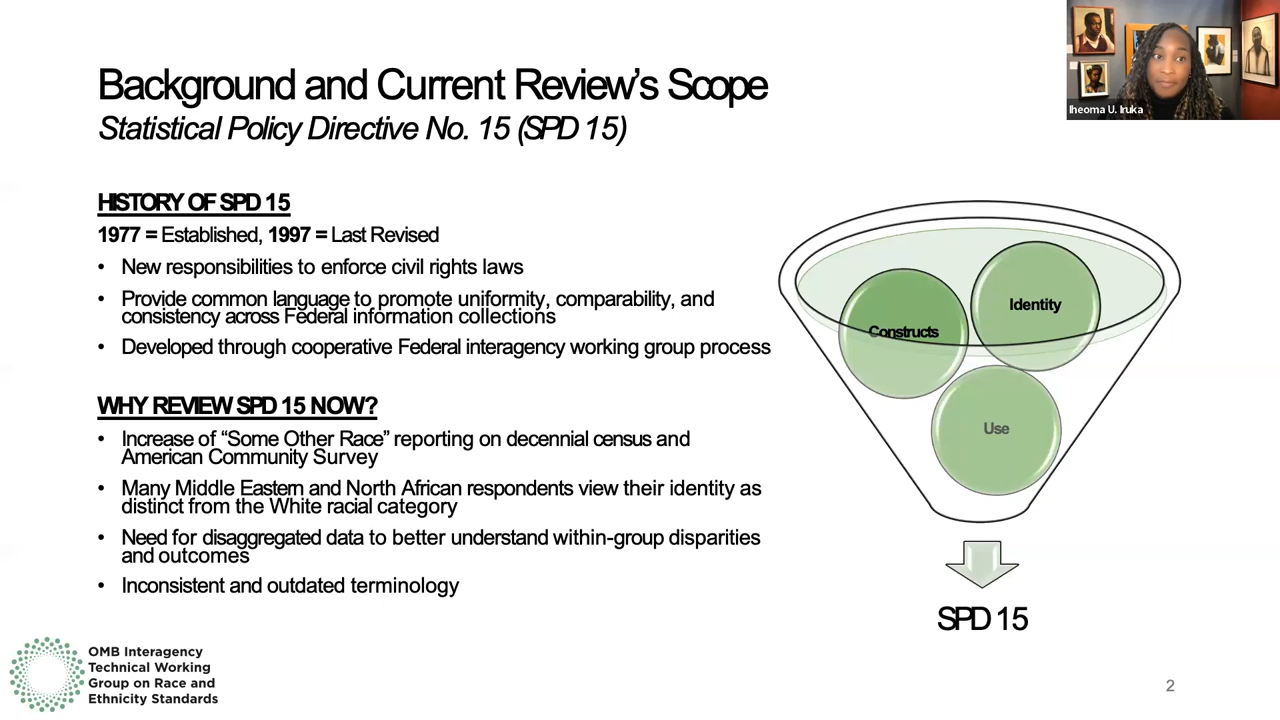 Background and Current Review's Scope
Statistical Policy Directive No. 15 (SPD 15)
Iheoma U. Iruka
HISTORY OF SPD 15
1977 = Established, 1997 = Last Revised
• New responsibilities to enforce civil rights laws
• Provide common language to promote uniformity, comparability, and
consistency across Federal information collections
• Developed through cooperative Federal interagency working group process
WHY REVIEW SPD 15 NOW?
• Increase of “Some Other Race” reporting on decennial census and
American Community Survey
• Many Middle Eastern and North African respondents view their identity as
distinct from the White racial category
• Need for disaggregated data to better understand within-group disparities
and outcomes
• Inconsistent and outdated terminology
Constructs
Identity
Use
SPD 15
OMB Interagency
Technical Working
Group on Race and
Ethnicity Standards
2